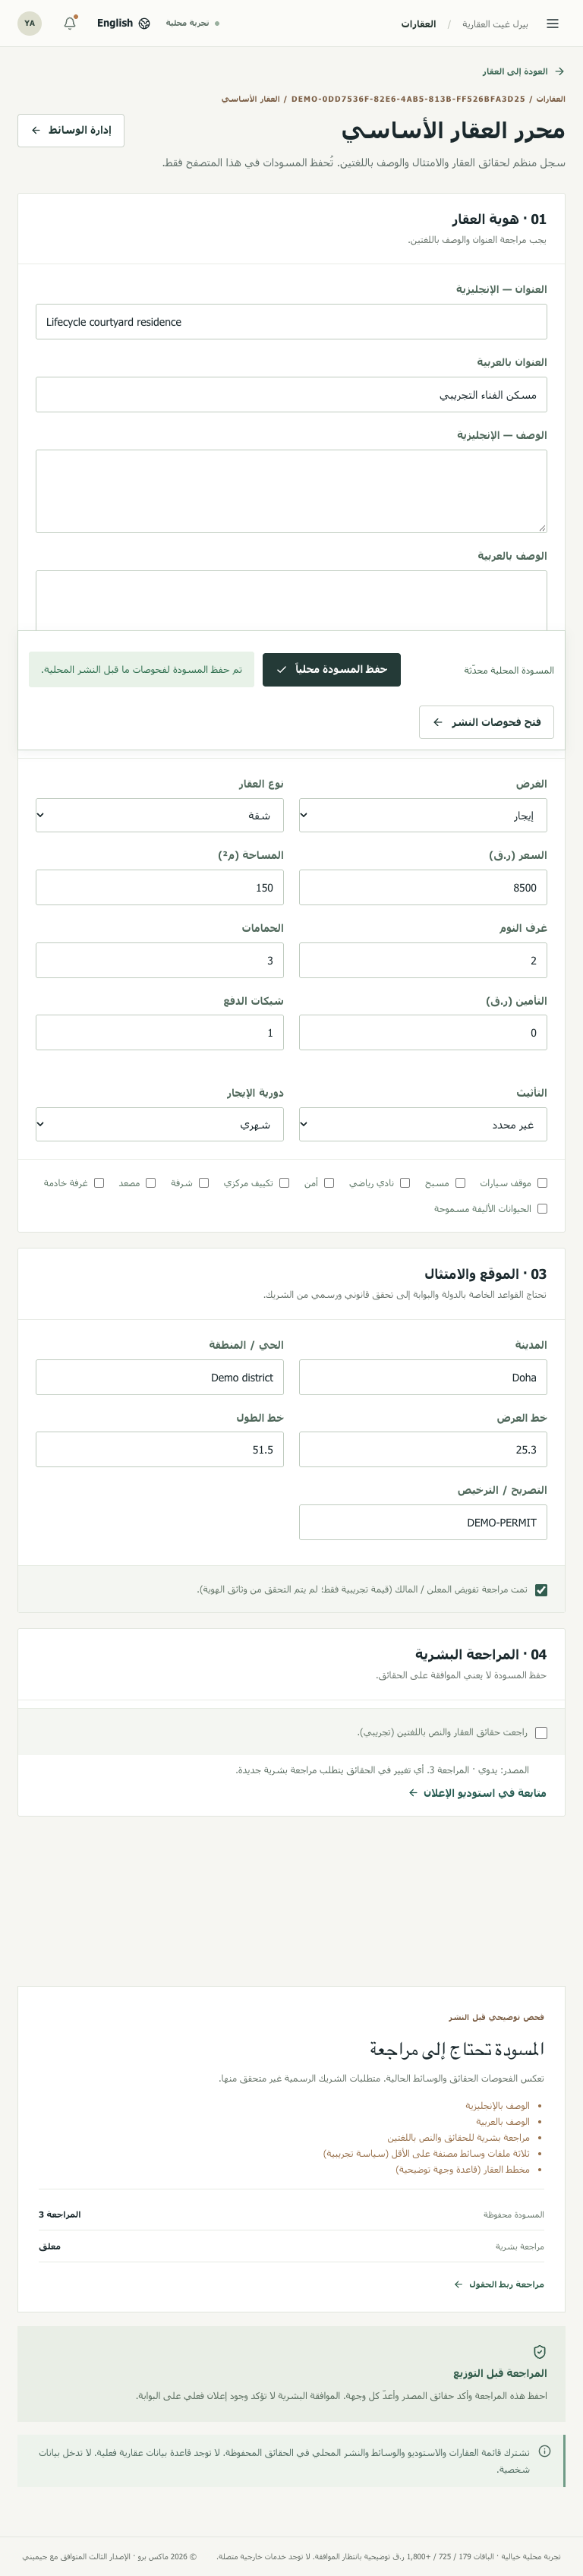 بيرل غيث العقارية / العقارات
تجربة محلية
English
YA
العودة إلى العقار
العقارات / DEMO-0DD7536F-82E6-4AB5-813B-FF526BFA3D25 / العقار الأساسي
محرر العقار الأساسي
إدارة الوسائط
سجل منظم لحقائق العقار والامتثال والوصف باللغتين. تُحفظ المسودات في هذا المتصفح فقط.
01 · هوية العقار
يجب مراجعة العنوان والوصف باللغتين.
العنوان — الإنجليزية
Lifecycle courtyard residence
العنوان بالعربية
مسكن الفناء التجريبي
الوصف — الإنجليزية
الوصف بالعربية
المسودة المحلية محدّثة
حفظ المسودة محلياً
تم حفظ المسودة لفحوصات ما قبل النشر المحلية.
فتح فحوصات النشر
الغرض
نوع العقار
إيجار
شقة
السعر (ر.ق)
المساحة (م²)
8500
150
غرف النوم
الحمامات
2
3
التأمين (ر.ق)
شيكات الدفع
0
1
التأثيث
دورية الإيجار
غير محدد
شهري
موقف سيارات
مسبح
نادي رياضي
أمن
تكييف مركزي
شرفة
مصعد
غرفة خادمة
الحيوانات الأليفة مسموحة
03 · الموقع والامتثال
تحتاج القواعد الخاصة بالدولة والبوابة إلى تحقق قانوني ورسمي من الشريك.
المدينة
الحي / المنطقة
Doha
Demo district
خط العرض
خط الطول
25.3
51.5
التصريح / الترخيص
DEMO-PERMIT
تمت مراجعة تفويض المعلن / المالك (قيمة تجريبية فقط؛ لم يتم التحقق من وثائق الهوية).
04 · المراجعة البشرية
حفظ المسودة لا يعني الموافقة على الحقائق.
راجعت حقائق العقار والنص باللغتين (تجريبي).
المصدر: يدوي · المراجعة 3. أي تغيير في الحقائق يتطلب مراجعة بشرية جديدة.
متابعة في استوديو الإعلان
فحص توضيحي قبل النشر
المسودة تحتاج إلى مراجعة
تعكس الفحوصات الحقائق والوسائط الحالية. متطلبات الشريك الرسمية غير متحقق منها.
• الوصف بالإنجليزية
• الوصف بالعربية
• مراجعة بشرية للحقائق والنص باللغتين
• ثلاثة ملفات وسائط مصنفة على الأقل (سياسة تجريبية)
• مخطط العقار (قاعدة وجهة توضيحية)
المسودة محفوظة
المراجعة 3
مراجعة بشرية
معلق
مراجعة ربط الحقول
المراجعة قبل التوزيع
احفظ هذه المراجعة وأكد حقائق المصدر وأعدّ كل وجهة. الموافقة البشرية لا تؤكد وجود إعلان فعلي على البوابة.
تشترك قائمة العقارات والاستوديو والوسائط والنشر المحلي في الحقائق المحفوظة. لا توجد قاعدة بيانات عقارية فعلية. لا تدخل بيانات
شخصية.
تجربة محلية خيالية · الباقات 179 / 725 / +1,800 ر.ق توضيحية بانتظار الموافقة. لا توجد خدمات خارجية متصلة.
© 2026 ماكس برو · الإصدار الثالث المتوافق مع جيميني